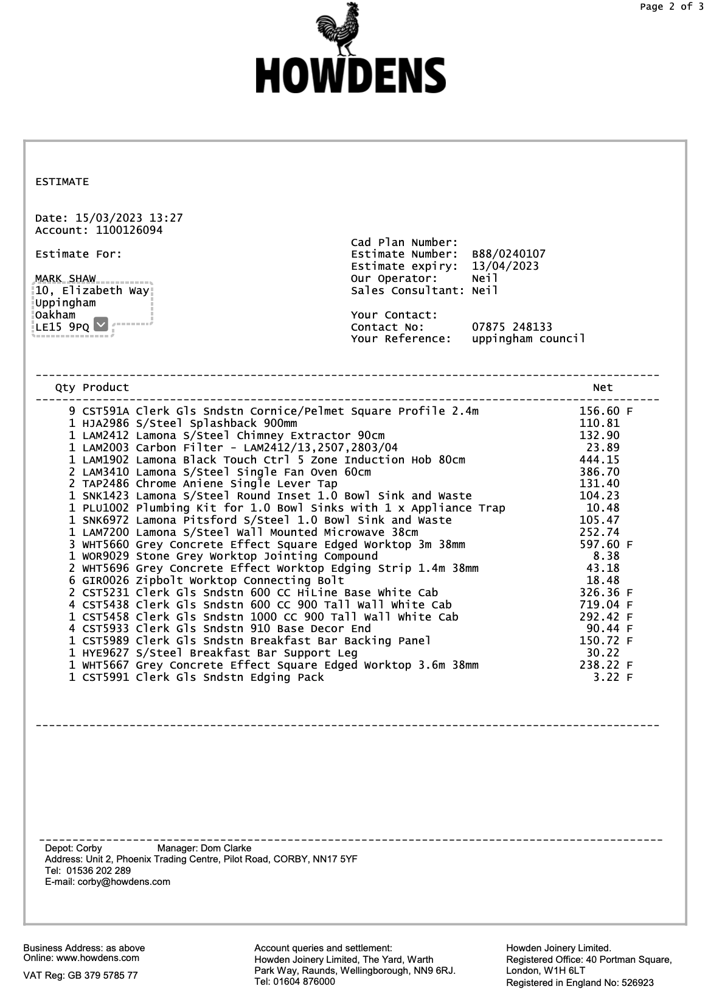 Page 2 of 3
HOWDENS
ESTIMATE
Date: 15/03/2023 13:27
Account: 1100126094
Estimate For:
MARK SHAW
10, Elizabeth Way
Uppingham
Oakham
LE15 9PQ
Cad Plan Number:
Estimate Number: B88/0240107
Estimate expiry: 13/04/2023
Our Operator: Neil
Sales Consultant: Neil
Your Contact:
Contact No: 07875 248133
Your Reference: uppingham council
Qty Product Net
9 CST591A Clerk Gls Sndstn Cornice/Pelmet Square Profile 2.4m 156.60 F
1 HJA2986 S/Steel Splashback 900mm 110.81
1 LAM2412 Lamona S/Steel Chimney Extractor 90cm 132.90
1 LAM2003 Carbon Filter - LAM2412/13,2507,2803/04 23.89
1 LAM1902 Lamona Black Touch Ctrl 5 Zone Induction Hob 80cm 444.15
2 LAM3410 Lamona S/Steel Single Fan Oven 60cm 386.70
2 TAP2486 Chrome Aniene Single Lever Tap 131.40
1 SNK1423 Lamona S/Steel Round Inset 1.0 Bowl Sink and Waste 104.23
1 PLU1002 Plumbing Kit for 1.0 Bowl Sinks with 1 x Appliance Trap 10.48
1 SNK6972 Lamona Pitsford S/Steel 1.0 Bowl Sink and Waste 105.47
1 LAM7200 Lamona S/Steel Wall Mounted Microwave 38cm 252.74
3 WHT5660 Grey Concrete Effect Square Edged Worktop 3m 38mm 597.60 F
1 WOR9029 Stone Grey Worktop Jointing Compound 8.38
2 WHT5696 Grey Concrete Effect Worktop Edging Strip 1.4m 38mm 43.18
6 GIR0026 Zipbolt Worktop Connecting Bolt 18.48
2 CST5231 Clerk Gls Sndstn 600 CC HiLine Base White Cab 326.36 F
4 CST5438 Clerk Gls Sndstn 600 CC 900 Tall Wall White Cab 719.04 F
1 CST5458 Clerk Gls Sndstn 1000 CC 900 Tall Wall White Cab 292.42 F
4 CST5933 Clerk Gls Sndstn 910 Base Decor End 90.44 F
1 CST5989 Clerk Gls Sndstn Breakfast Bar Backing Panel 150.72 F
1 HYE9627 S/Steel Breakfast Bar Support Leg 30.22
1 WHT5667 Grey Concrete Effect Square Edged Worktop 3.6m 38mm 238.22 F
1 CST5991 Clerk Gls Sndstn Edging Pack 3.22 F
Depot: Corby Manager: Dom Clarke
Address: Unit 2, Phoenix Trading Centre, Pilot Road, CORBY, NN17 5YF
Tel: 01536 202 289
E-mail: corby@howdens.com
Business Address: as above
Online: www.howdens.com
VAT Reg: GB 379 5785 77
Account queries and settlement:
Howden Joinery Limited, The Yard, Warth
Park Way, Raunds, Wellingborough, NN9 6RJ.
Tel: 01604 876000
Howden Joinery Limited.
Registered Office: 40 Portman Square,
London, W1H 6LT
Registered in England No: 526923